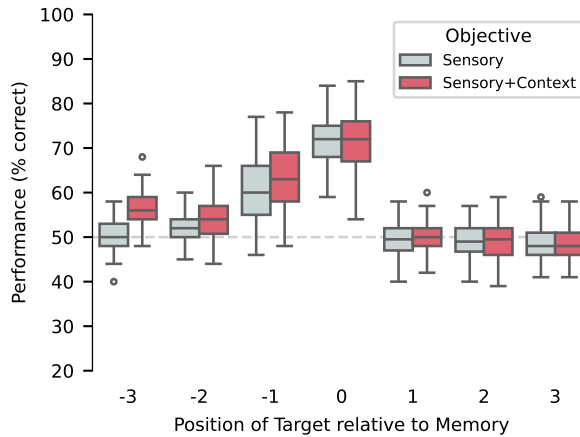 100
90
80
70
60
50
40
30
20
Performance (% correct)
Objective
Sensory
Sensory+Context
-3 -2 -1 0 1 2 3
Position of Target relative to Memory